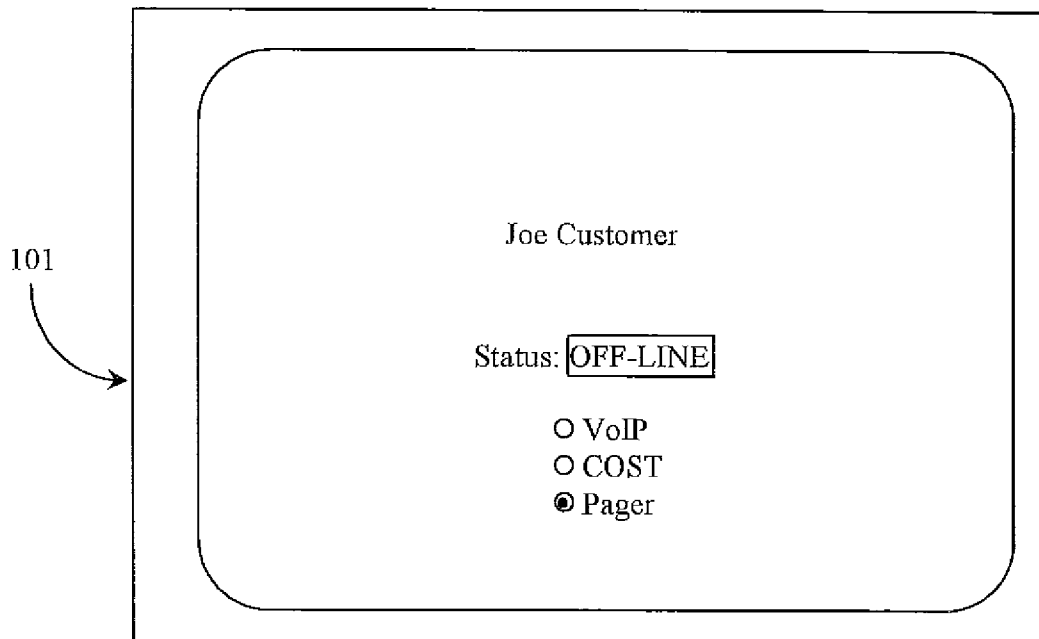 Joe Customer
101
Status: OFF-LINE
VoIP
COST
Pager